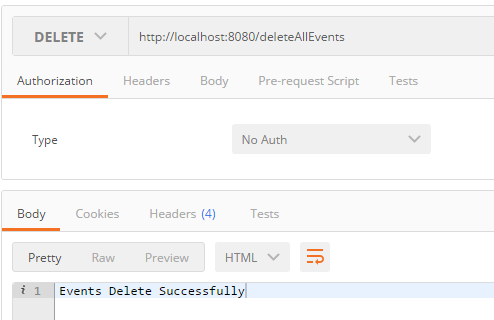 DELETE http://localhost:8080/deleteAllEvents
Authorization Headers Body Pre-request Script Tests
Type No Auth
Body Cookies Headers (4) Tests
Pretty Raw Preview HTML
i 1 Events Delete Successfully